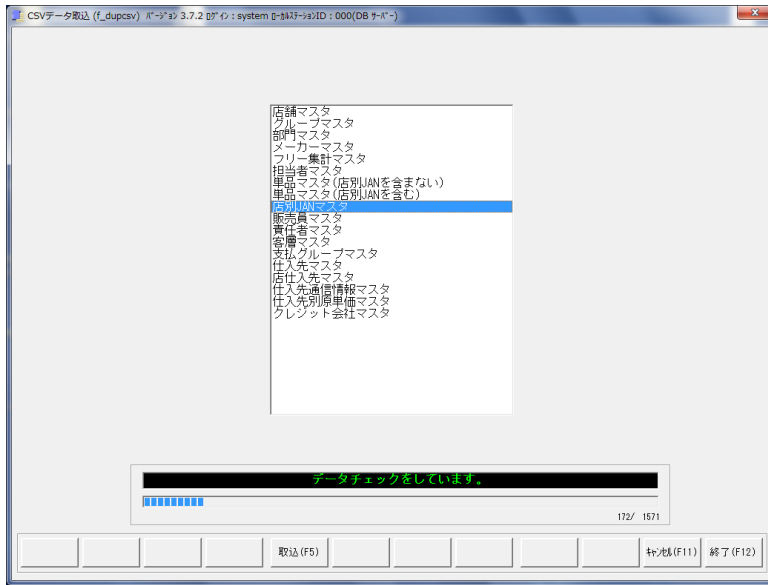 CSVデータ取込 (f_dupcsv) ﾊﾞｰｼﾞｮﾝ 3.7.2 ﾛｸﾞｲﾝ : system ﾛｰｶﾙｽﾃｰｼｮﾝID : 000(DB ｻｰﾊﾞｰ)
店舗マスタ
グループマスタ
部門マスタ
メーカーマスタ
フリー集計マスタ
担当者マスタ
単品マスタ(店別JANを含まない)
単品マスタ(店別JANを含む)
店別JANマスタ
販売員マスタ
責任者マスタ
客層マスタ
支払グループマスタ
仕入先マスタ
店仕入先マスタ
仕入先通信情報マスタ
仕入先別原単価マスタ
クレジット会社マスタ
データチェックをしています。
172/ 1571
取込(F5) ｷｬﾝｾﾙ(F11) 終了(F12)